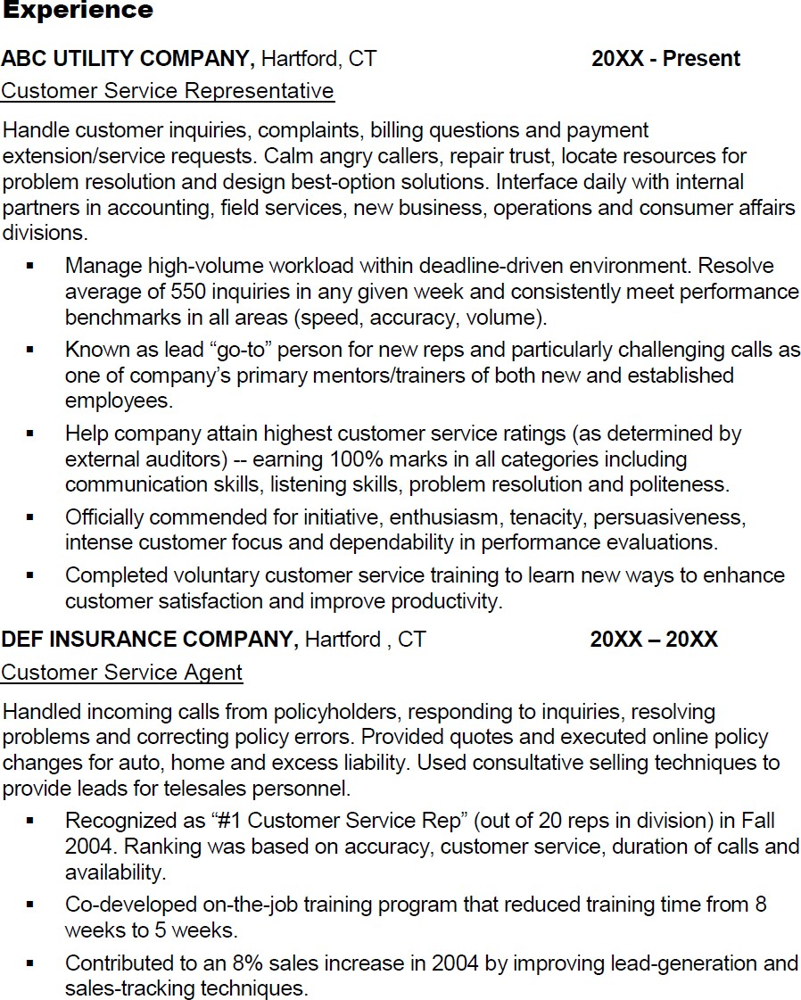 Experience
ABC UTILITY COMPANY, Hartford, CT 20XX - Present
Customer Service Representative
Handle customer inquiries, complaints, billing questions and payment
extension/service requests. Calm angry callers, repair trust, locate resources for
problem resolution and design best-option solutions. Interface daily with internal
partners in accounting, field services, new business, operations and consumer affairs
divisions.
▪ Manage high-volume workload within deadline-driven environment. Resolve
average of 550 inquiries in any given week and consistently meet performance
benchmarks in all areas (speed, accuracy, volume).
▪ Known as lead “go-to” person for new reps and particularly challenging calls as
one of company’s primary mentors/trainers of both new and established
employees.
▪ Help company attain highest customer service ratings (as determined by
external auditors) -- earning 100% marks in all categories including
communication skills, listening skills, problem resolution and politeness.
▪ Officially commended for initiative, enthusiasm, tenacity, persuasiveness,
intense customer focus and dependability in performance evaluations.
▪ Completed voluntary customer service training to learn new ways to enhance
customer satisfaction and improve productivity.
DEF INSURANCE COMPANY, Hartford , CT 20XX – 20XX
Customer Service Agent
Handled incoming calls from policyholders, responding to inquiries, resolving
problems and correcting policy errors. Provided quotes and executed online policy
changes for auto, home and excess liability. Used consultative selling techniques to
provide leads for telesales personnel.
▪ Recognized as “#1 Customer Service Rep” (out of 20 reps in division) in Fall
2004. Ranking was based on accuracy, customer service, duration of calls and
availability.
▪ Co-developed on-the-job training program that reduced training time from 8
weeks to 5 weeks.
▪ Contributed to an 8% sales increase in 2004 by improving lead-generation and
sales-tracking techniques.